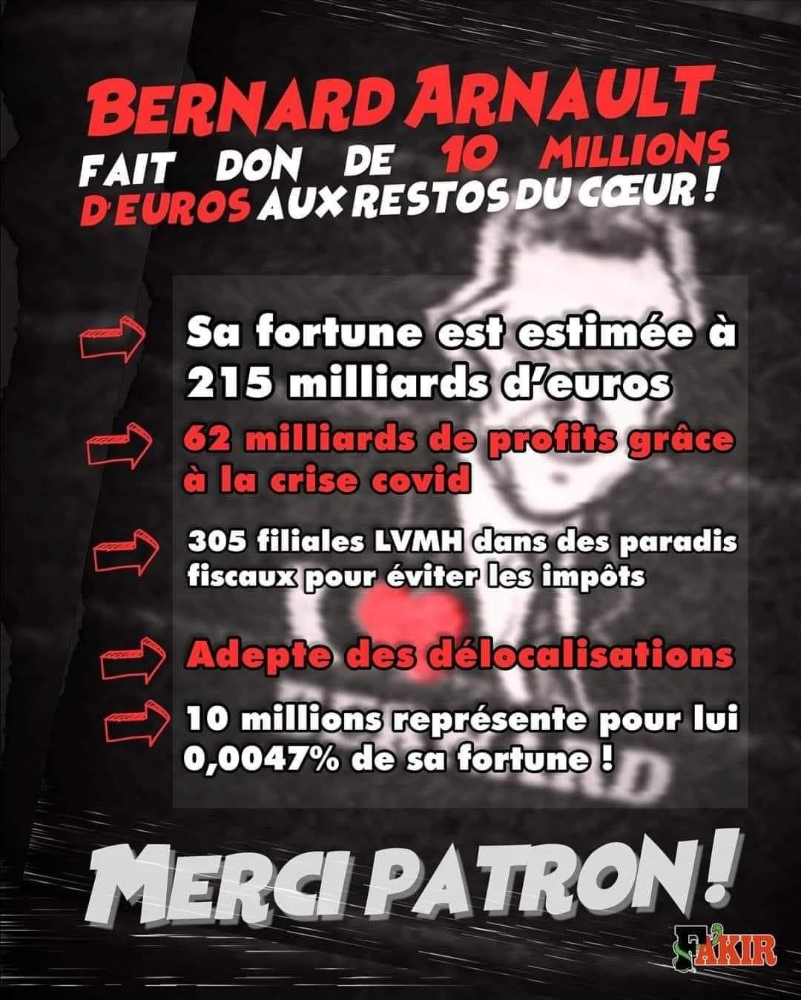 BERNARD ARNAULT
FAIT DON DE 10 MILLIONS
D'EUROS AUX RESTOS DU CŒUR !
Sa fortune est estimée à
215 milliards d'euros
62 milliards de profits grâce
à la crise covid
305 filiales LVMH dans des paradis
fiscaux pour éviter les impôts
Adepte des délocalisations
10 millions représente pour lui
0,0047% de sa fortune !
MERCI PATRON!
FAKIR